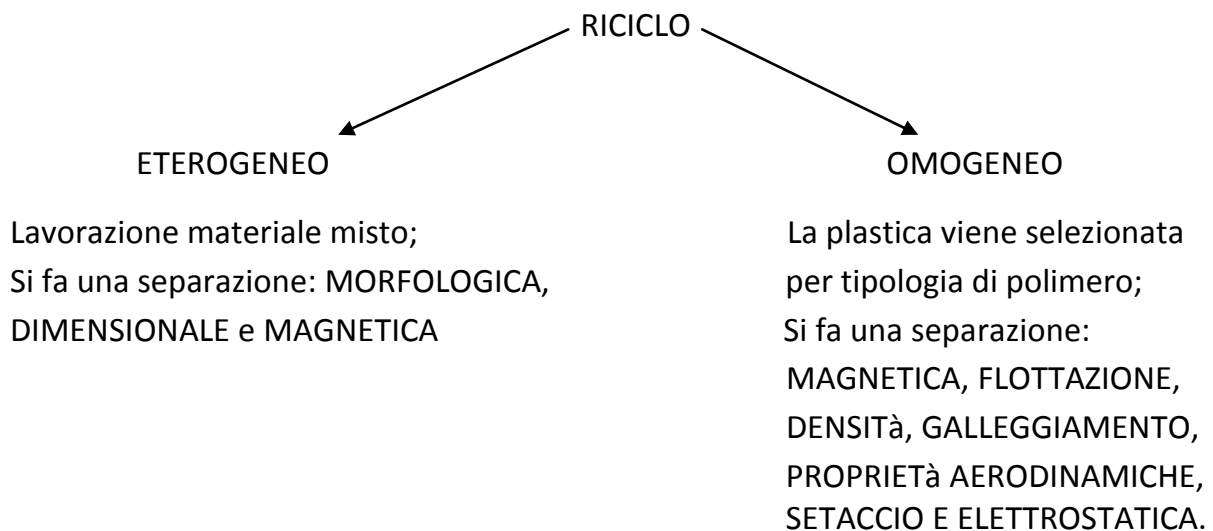 RICICLO
ETEROGENEO
Lavorazione materiale misto;
Si fa una separazione: MORFOLOGICA,
DIMENSIONALE e MAGNETICA
OMOGENEO
La plastica viene selezionata
per tipologia di polimero;
Si fa una separazione:
MAGNETICA, FLOTTAZIONE,
DENSITà, GALLEGGIAMENTO,
PROPRIETà AERODINAMICHE,
SETACCIO E ELETTROSTATICA.